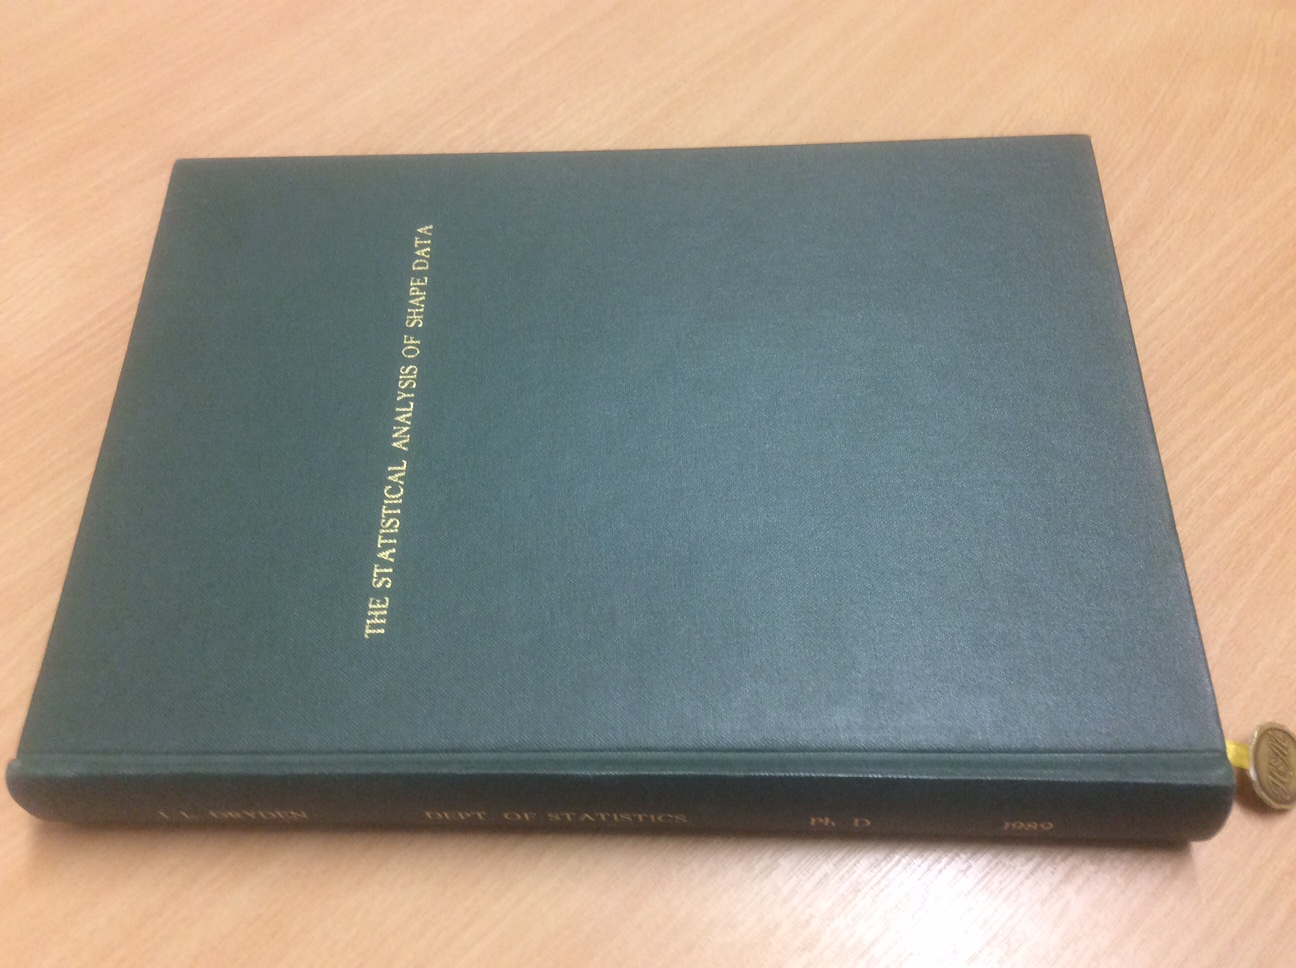 THE STATISTICAL ANALYSIS OF SHAPE DATA
I. L. DRYDEN DEPT. OF STATISTICS Ph. D 1989